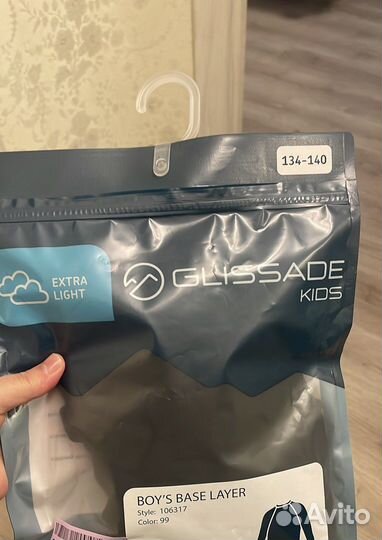 134-140
EXTRA
LIGHT
GLISSADE
KIDS
BOY'S BASE LAYER
Style: 106317
Color: 99
Avito